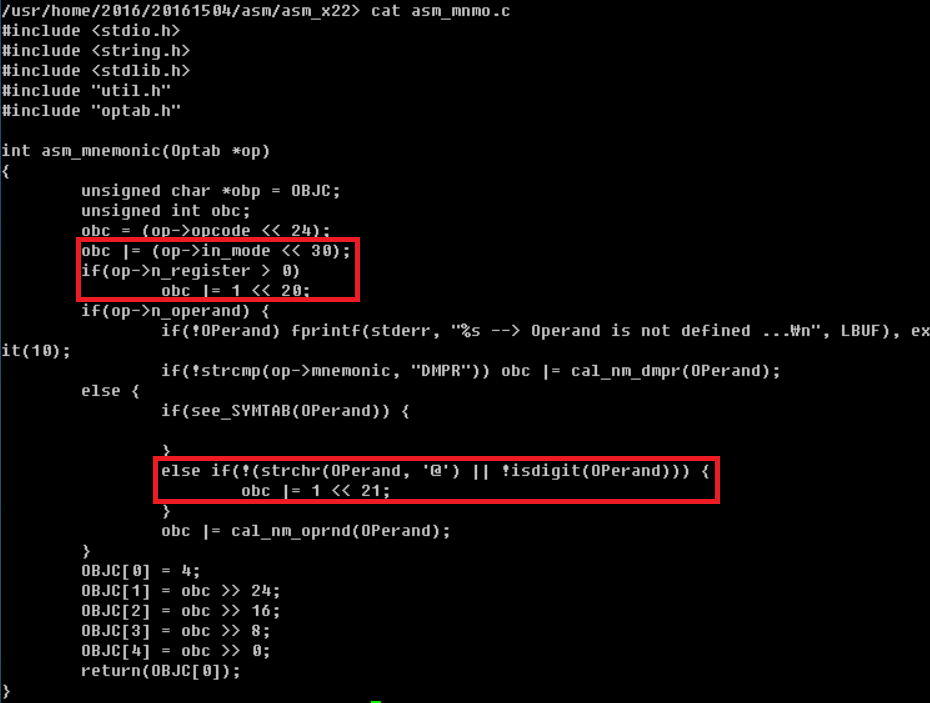 /usr/home/2016/20161504/asm/asm_x22> cat asm_mnmo.c
#include <stdio.h>
#include <string.h>
#include <stdlib.h>
#include "util.h"
#include "optab.h"
int asm_mnemonic(Optab *op)
{
        unsigned char *obp = OBJC;
        unsigned int obc;
        obc = (op->opcode << 24);
        obc |= (op->in_mode << 30);
        if(op->n_register > 0)
                obc |= 1 << 20;
        if(op->n_operand) {
                if(!OPerand) fprintf(stderr, "%s --> Operand is not defined ...₩n", LBUF), ex
it(10);
                if(!strcmp(op->mnemonic, "DMPR")) obc |= cal_nm_dmpr(OPerand);
        else {
                if(see_SYMTAB(OPerand)) {
                }
                else if(!(strchr(OPerand, '@') || !isdigit(OPerand))) {
                        obc |= 1 << 21;
                }
                obc |= cal_nm_oprnd(OPerand);
        }
        OBJC[0] = 4;
        OBJC[1] = obc >> 24;
        OBJC[2] = obc >> 16;
        OBJC[3] = obc >> 8;
        OBJC[4] = obc >> 0;
        return(OBJC[0]);
}